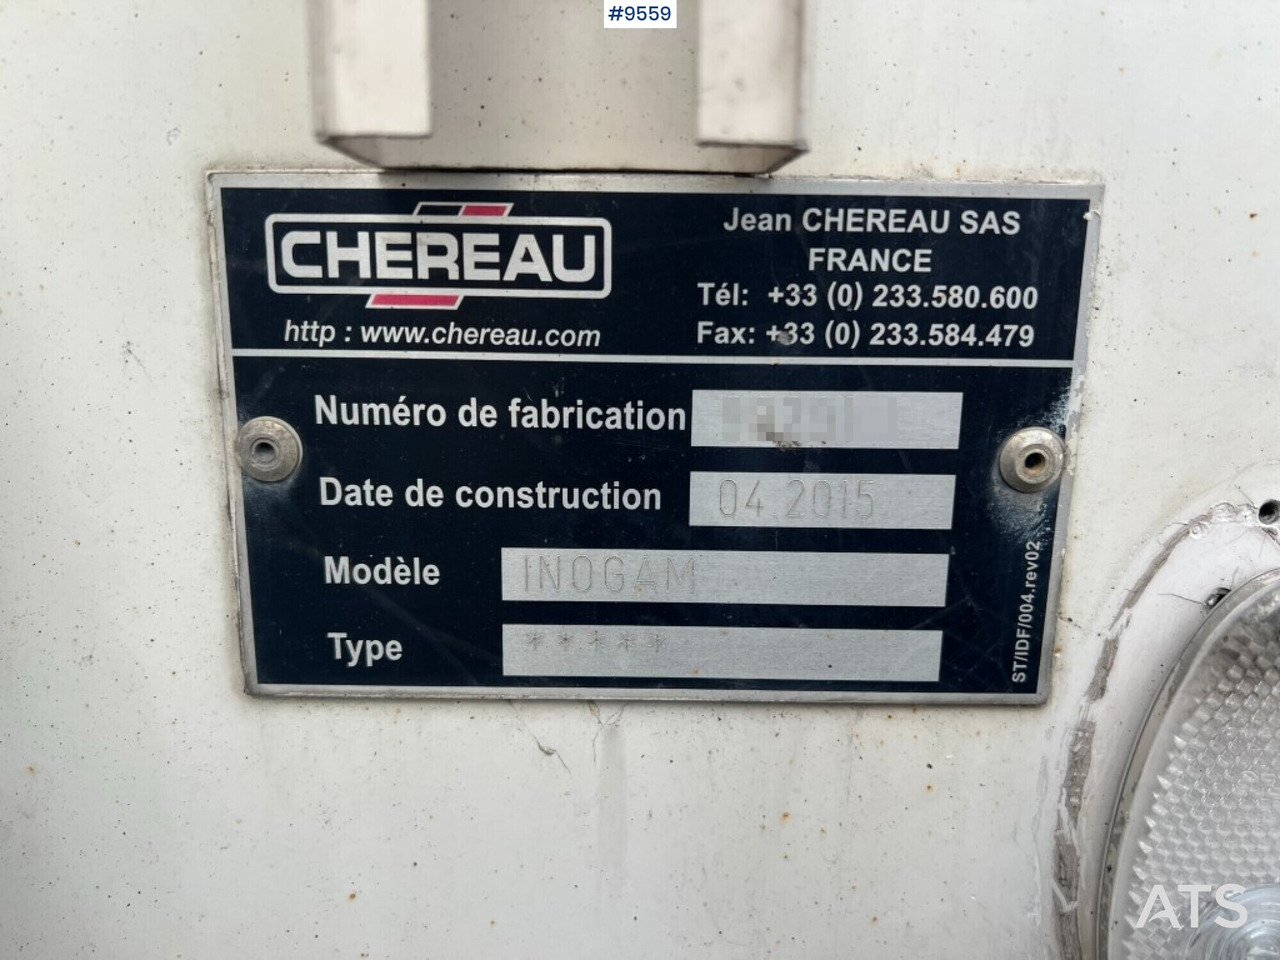 #9559
CHEREAU
http : www.chereau.com
Jean CHEREAU SAS
FRANCE
Tél: +33 (0) 233.580.600
Fax: +33 (0) 233.584.479
Numéro de fabrication
Date de construction 04 2015
Modèle INOGAM
Type *****
ST/IDF/004.rev02
ATS